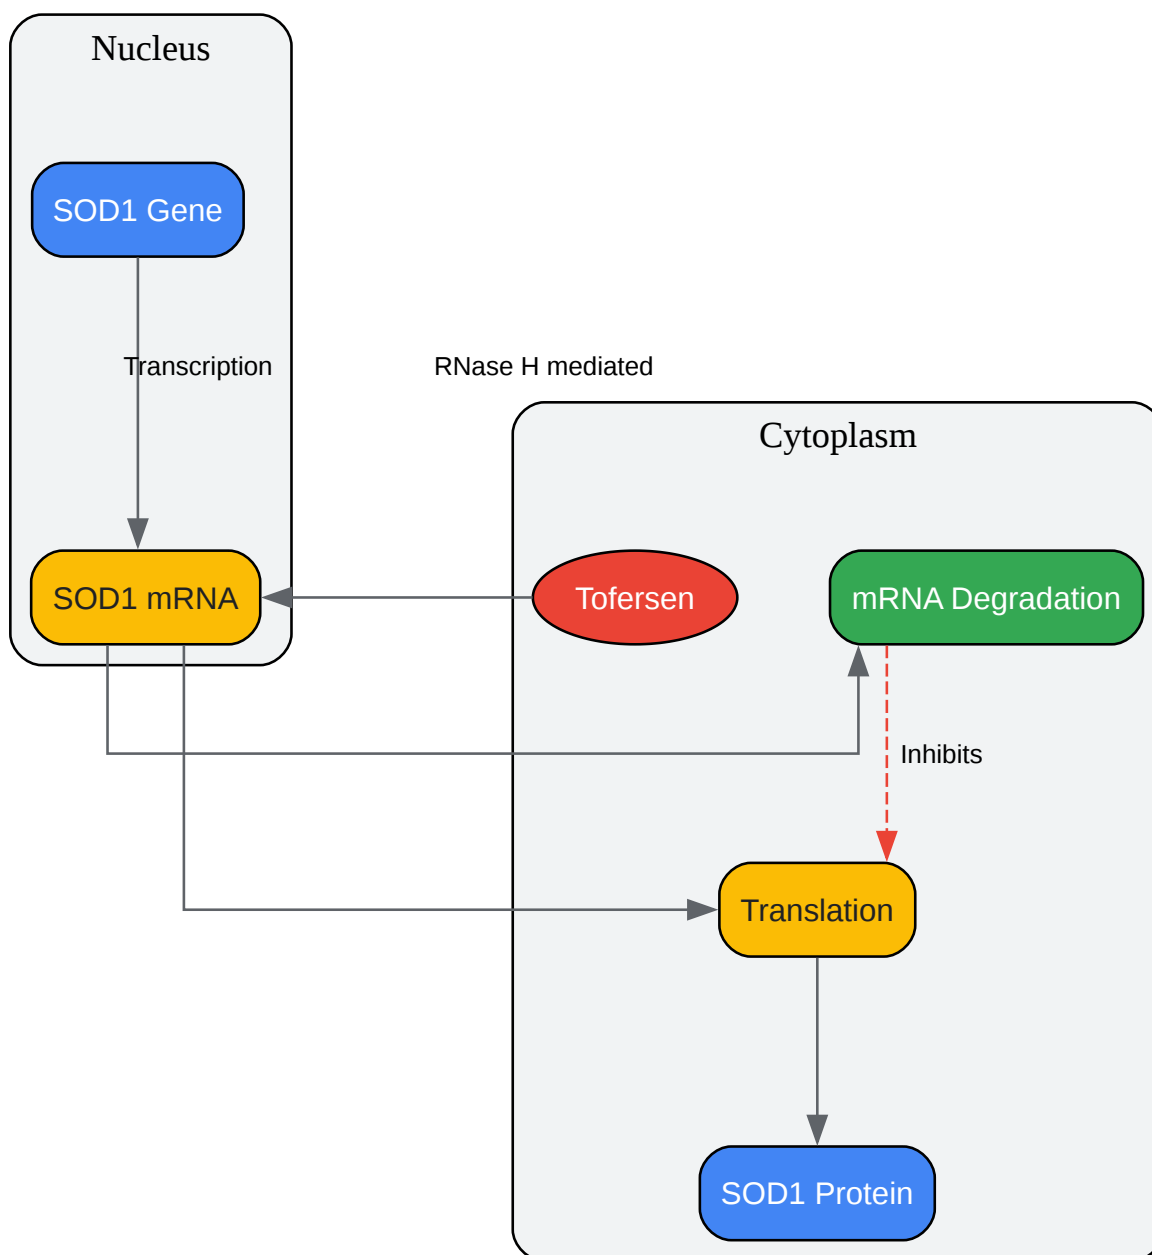 Nucleus
SOD1 Gene
Transcription
RNase H mediated
Cytoplasm
SOD1 mRNA
Tofersen
mRNA Degradation
Inhibits
Translation
SOD1 Protein